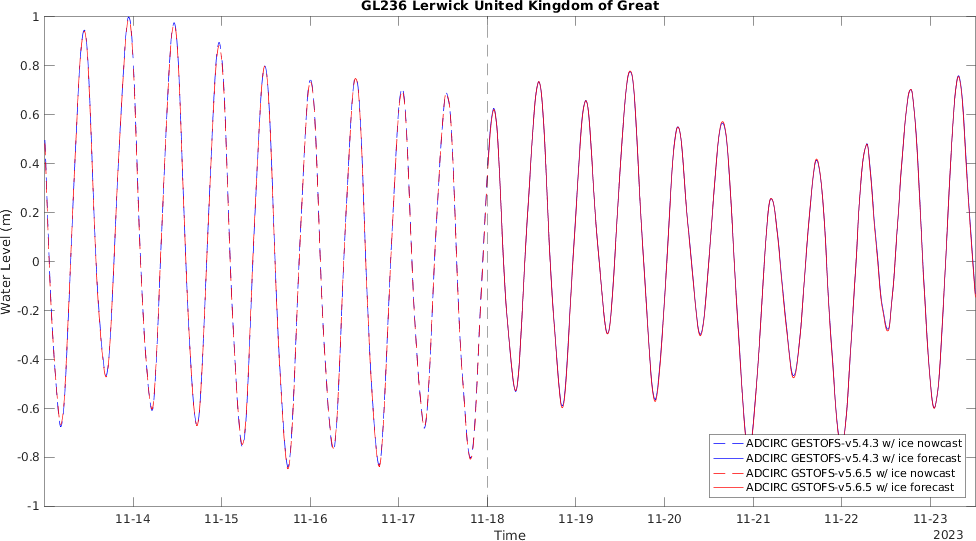 GL236 Lerwick United Kingdom of Great
1
0.8
0.6
0.4
0.2
0
-0.2
-0.4
-0.6
-0.8
-1
Water Level (m)
ADCIRC GESTOFS-v5.4.3 w/ ice nowcast
ADCIRC GESTOFS-v5.4.3 w/ ice forecast
ADCIRC GSTOFS-v5.6.5 w/ ice nowcast
ADCIRC GSTOFS-v5.6.5 w/ ice forecast
11-14 11-15 11-16 11-17 11-18 11-19 11-20 11-21 11-22 11-23
Time
2023